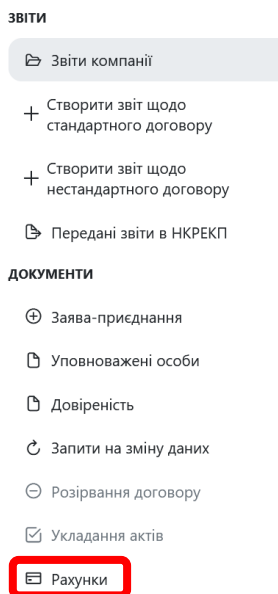 ЗВІТИ
Звіти компанії
Створити звіт щодо
стандартного договору
Створити звіт щодо
нестандартного договору
Передані звіти в НКРЕКП
ДОКУМЕНТИ
Заява-приєднання
Уповноважені особи
Довіреність
Запити на зміну даних
Розірвання договору
Укладання актів
Рахунки